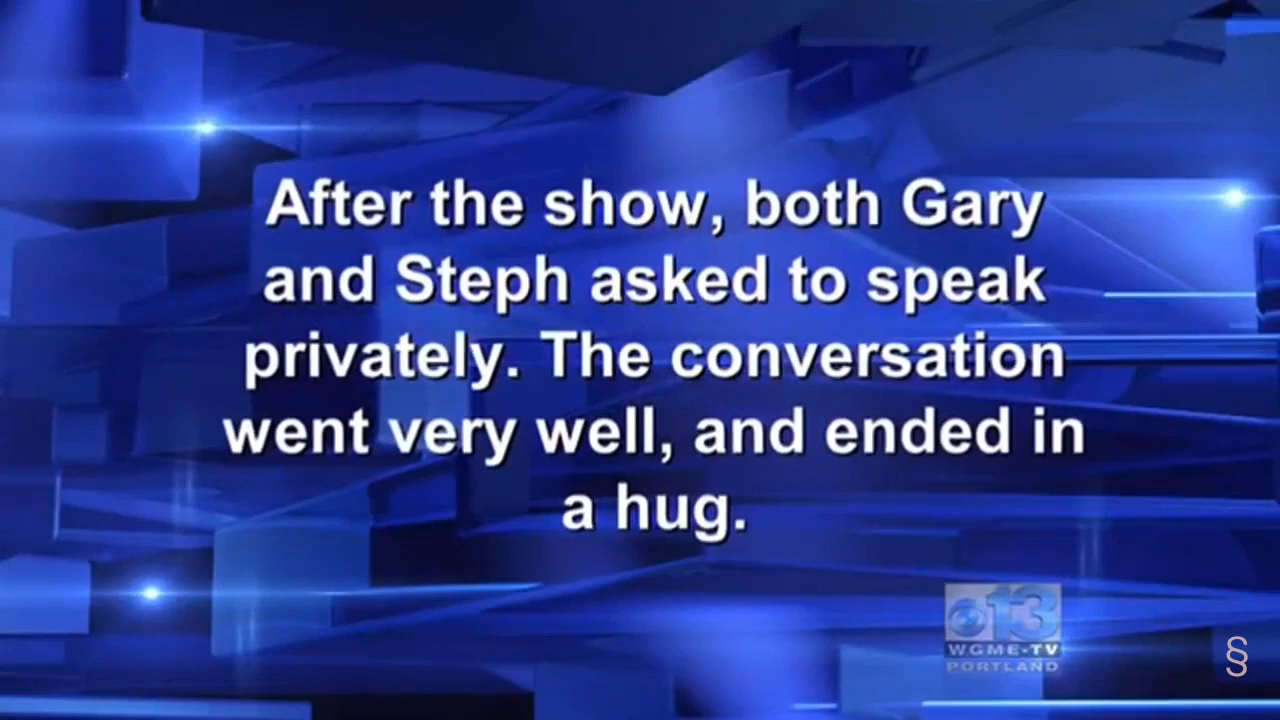 After the show, both Gary
and Steph asked to speak
privately. The conversation
went very well, and ended in
a hug.
13
WGME-TV
PORTLAND
§